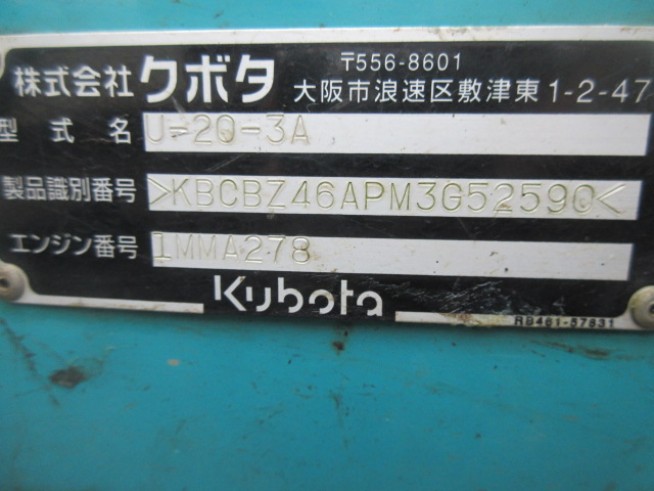 株式会社クボタ 〒556-8601
大阪市浪速区敷津東1-2-47
型式名 U-20-3A
製品識別番号 >KBCBZ46APM3G52590<
エンジン番号 1MMA278
Kubota
RB461-57831